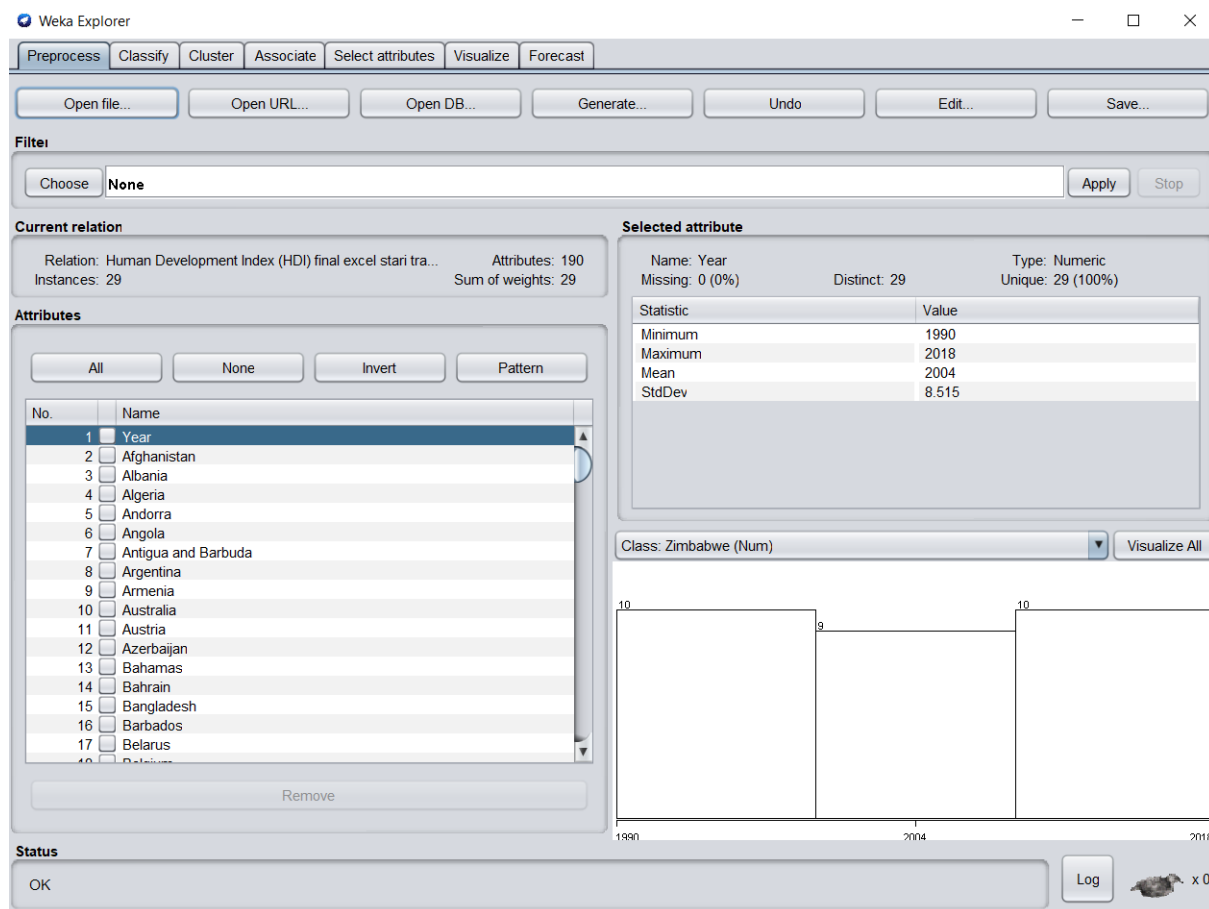 Weka Explorer
Preprocess Classify Cluster Associate Select attributes Visualize Forecast
Open file... Open URL... Open DB... Generate... Undo Edit... Save...
Filter
Choose None Apply Stop
Current relation
Relation: Human Development Index (HDI) final excel stari tra... Attributes: 190
Instances: 29 Sum of weights: 29
Attributes
All None Invert Pattern
No. Name
1 Year
2 Afghanistan
3 Albania
4 Algeria
5 Andorra
6 Angola
7 Antigua and Barbuda
8 Argentina
9 Armenia
10 Australia
11 Austria
12 Azerbaijan
13 Bahamas
14 Bahrain
15 Bangladesh
16 Barbados
17 Belarus
18 Belgium
Remove
Selected attribute
Name: Year Type: Numeric
Missing: 0 (0%) Distinct: 29 Unique: 29 (100%)
Statistic Value
Minimum 1990
Maximum 2018
Mean 2004
StdDev 8.515
Class: Zimbabwe (Num) Visualize All
10 9 10
1990 2004 2018
Status
OK Log x 0